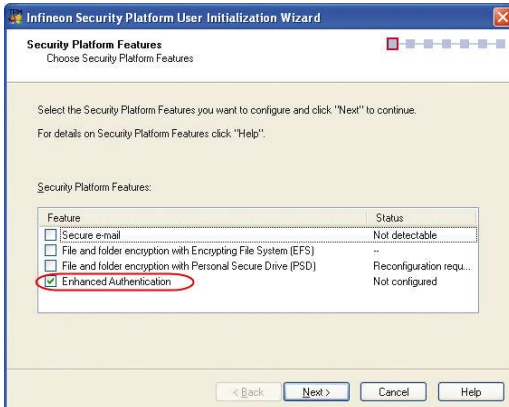 Infineon Security Platform User Initialization Wizard
Security Platform Features
Choose Security Platform Features
Select the Security Platform Features you want to configure and click "Next" to continue.
For details on Security Platform Features click "Help".
Security Platform Features:
Feature Status
Secure e-mail Not detectable
File and folder encryption with Encrypting File System (EFS) --
File and folder encryption with Personal Secure Drive (PSD) Reconfiguration requ...
Enhanced Authentication Not configured
< Back Next > Cancel Help